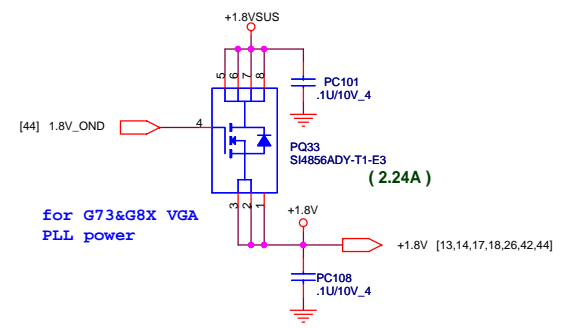 +1.8VSUS
5 6 7 8
PC101
.1U/10V_4
[44] 1.8V_OND
4
PQ33
SI4856ADY-T1-E3
( 2.24A )
3 2 1
for G73&G8X VGA
PLL power
+1.8V
+1.8V [13,14,17,18,26,42,44]
PC108
.1U/10V_4